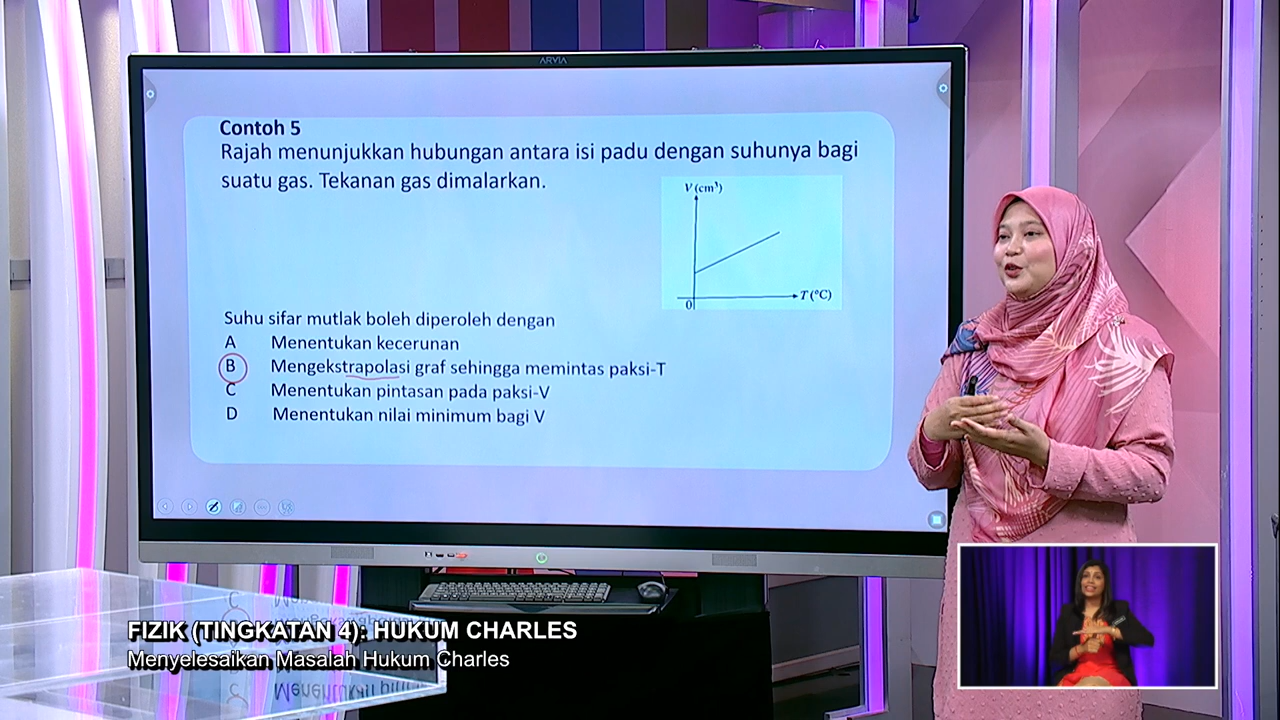 ARVIA
Contoh 5
Rajah menunjukkan hubungan antara isi padu dengan suhunya bagi
suatu gas. Tekanan gas dimalarkan.
V (cm³)
0
T (°C)
Suhu sifar mutlak boleh diperoleh dengan
A Menentukan kecerunan
B Mengekstrapolasi graf sehingga memintas paksi-T
C Menentukan pintasan pada paksi-V
D Menentukan nilai minimum bagi V
FIZIK (TINGKATAN 4): HUKUM CHARLES
Menyelesaikan Masalah Hukum Charles